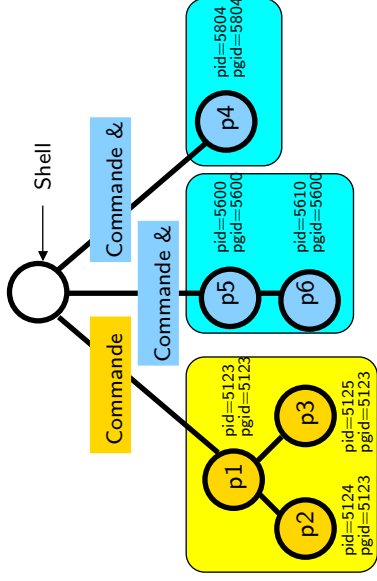 Shell
Commande
Commande &
Commande &
p1
pid=5123
pgid=5123
p2
pid=5124
pgid=5123
p3
pid=5125
pgid=5123
p5
pid=5600
pgid=5600
p6
pid=5610
pgid=5600
p4
pid=5804
pgid=5804